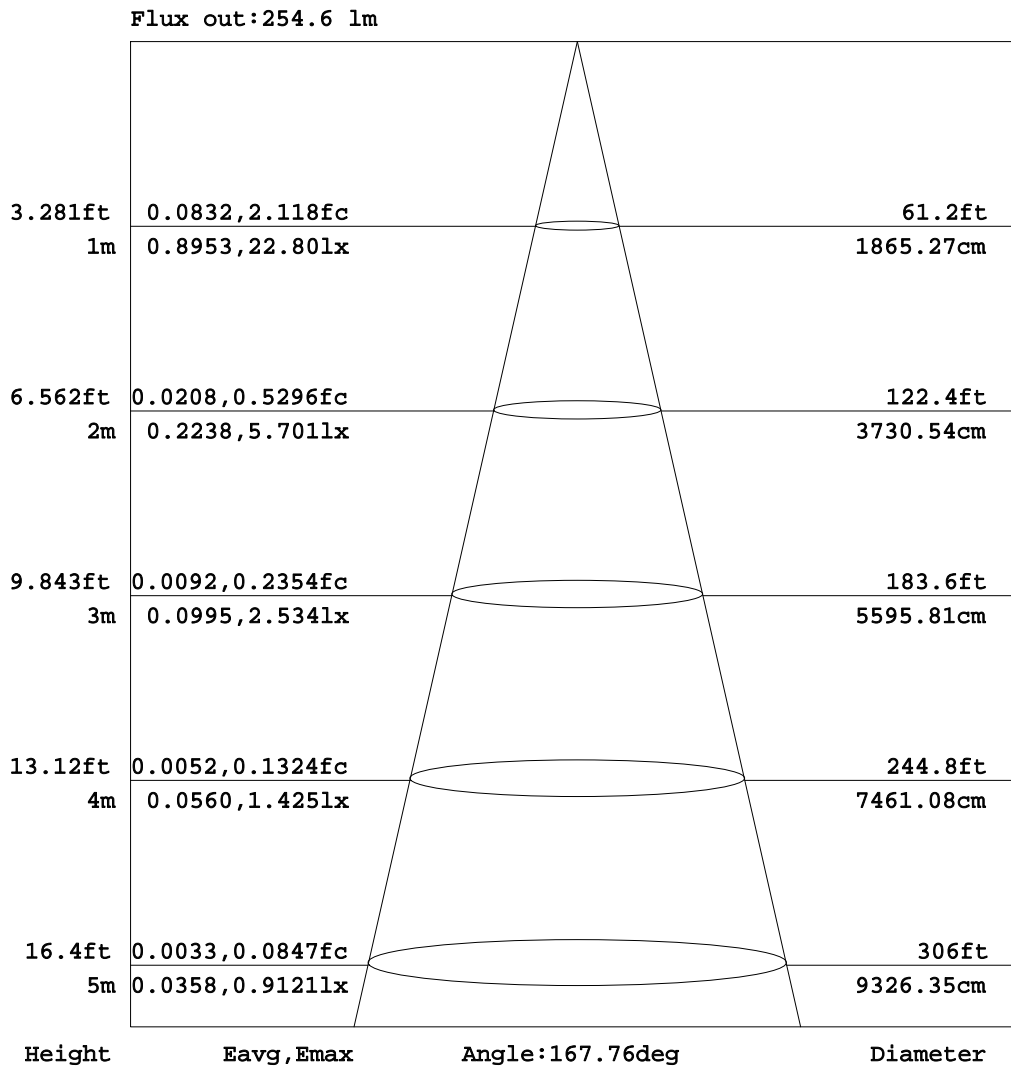 Flux out:254.6 lm
3.281ft 0.0832,2.118fc 61.2ft
1m 0.8953,22.80lx 1865.27cm
6.562ft 0.0208,0.5296fc 122.4ft
2m 0.2238,5.701lx 3730.54cm
9.843ft 0.0092,0.2354fc 183.6ft
3m 0.0995,2.534lx 5595.81cm
13.12ft 0.0052,0.1324fc 244.8ft
4m 0.0560,1.425lx 7461.08cm
16.4ft 0.0033,0.0847fc 306ft
5m 0.0358,0.9121lx 9326.35cm
Height Eavg,Emax Angle:167.76deg Diameter